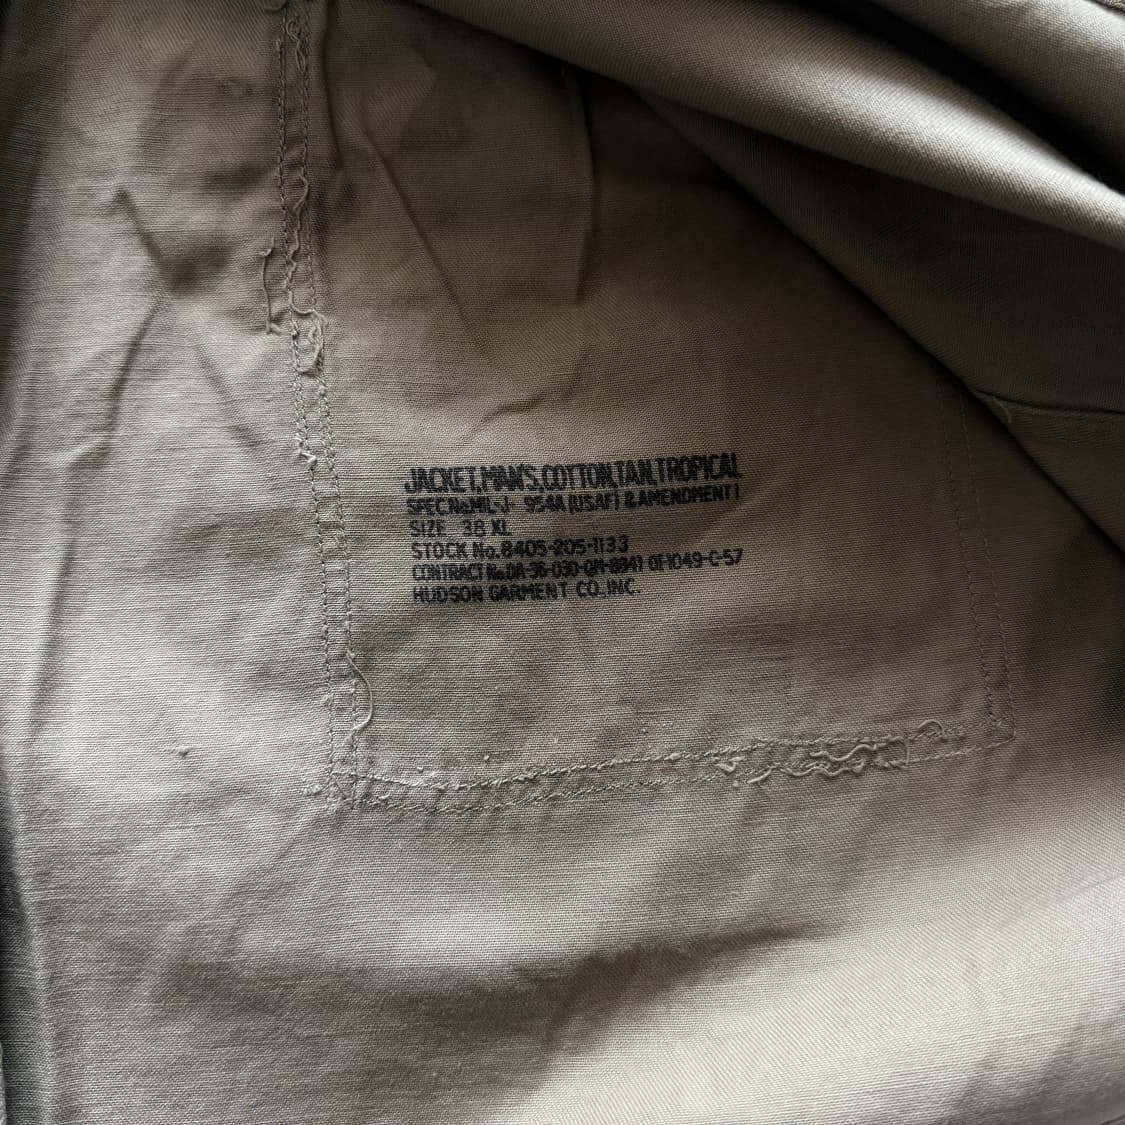 JACKET,MAN'S,COTTON,TAN,TROPICAL
SPEC.No.MIL-J- 954A (USAF) & AMENDMENT 1
SIZE 38 XL
STOCK No.8405-205-1133
CONTRACT No.DA-36-030-QM-8841 OI-1049-C-57
HUDSON GARMENT CO.,INC.